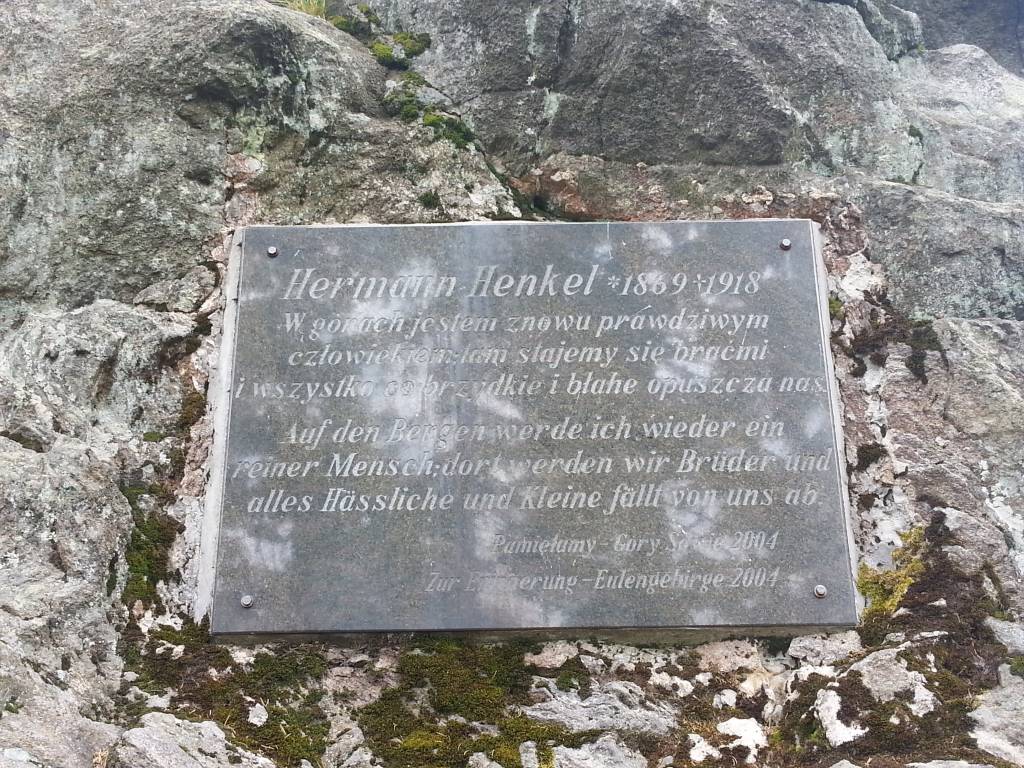 Hermann Henkel *1869 †1918
W górach jestem znowu prawdziwym
człowiekiem:tam stajemy się braćmi
i wszystko co brzydkie i błahe opuszcza nas.
Auf den Bergen werde ich wieder ein
reiner Mensch:dort werden wir Brüder und
alles Hässliche und Kleine fällt von uns ab.
Pamiętamy - Góry Sowie 2004
Zur Erinnerung - Eulengebirge 2004